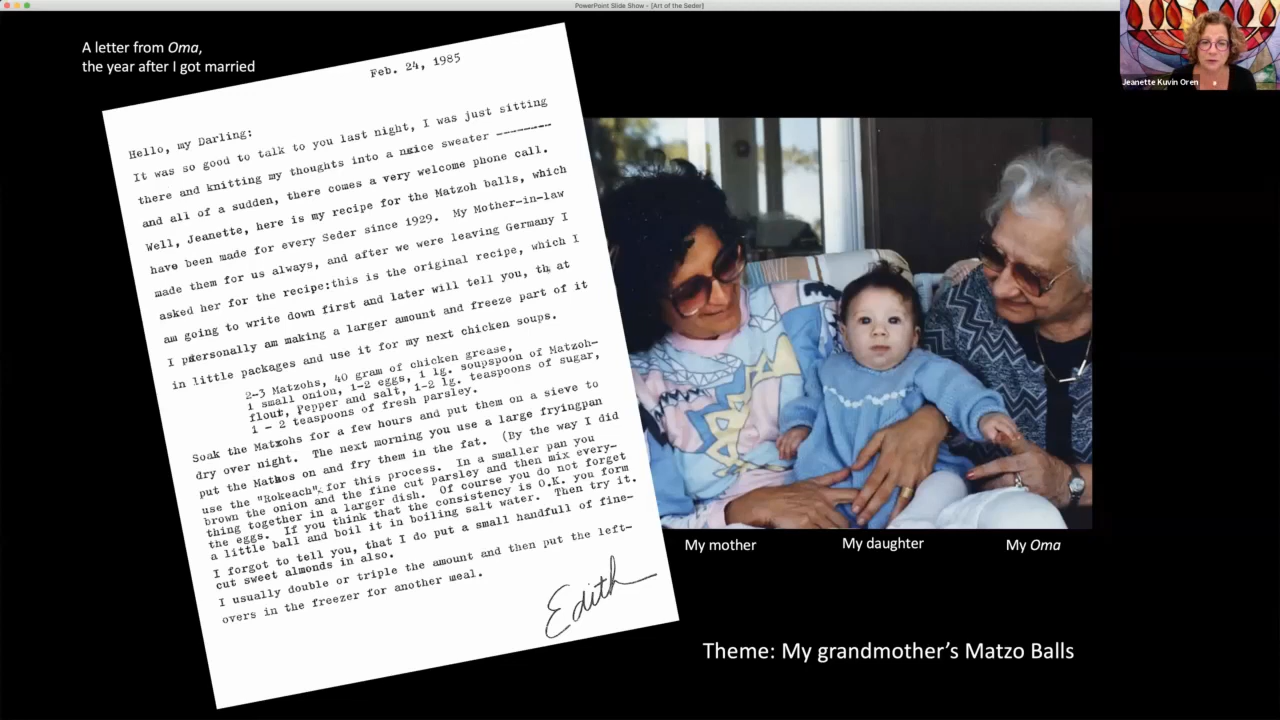 PowerPoint Slide Show - [Art of the Seder]
A letter from Oma,
the year after I got married
Feb. 24, 1985
Hello, my Darling:
It was so good to talk to you last night, I was just sitting
there and knitting my thoughts into a nxice sweater --------
and all of a sudden, there comes a very welcome phone call.
Well, Jeanette, here is my recipe for the Matzoh balls, which
have been made for every Seder since 1929. My Mother-in-law
made them for us always, and after we were leaving Germany I
asked her for the recipe:this is the original recipe, which I
am going to write down first and later will tell you, th at
I personally am making a larger amount and freeze part of it
in little packages and use it for my next chicken soups.
2-3 Matzohs, 40 gram of chicken grease,
1 small onion, 1-2 eggs, 1 lg. soupspoon of Matzoh-
flour, Pepper and salt, 1-2 lg. teaspoons of sugar,
1 - 2 teaspoons of fresh parsley.
Soak the Matzohs for a few hours and put them on a sieve to
dry over night. The next morning you use a large fryingpan
put the Mathos on and fry them in the fat. (By the way I did
use the "Rokeach" for this process. In a smaller pan you
brown the onion and the fine cut parsley and then mix every-
thing together in a larger dish. Of course you do not forget
the eggs. If you think that the consistency is O.K. you form
a little ball and boil it in boiling salt water. Then try it.
I forgot to tell you, that I do put a small handfull of fine-
cut sweet almonds in also.
I usually double or triple the amount and then put the left-
overs in the freezer for another meal.
Edith
Jeanette Kuvin Oren
My mother
My daughter
My Oma
Theme: My grandmother's Matzo Balls